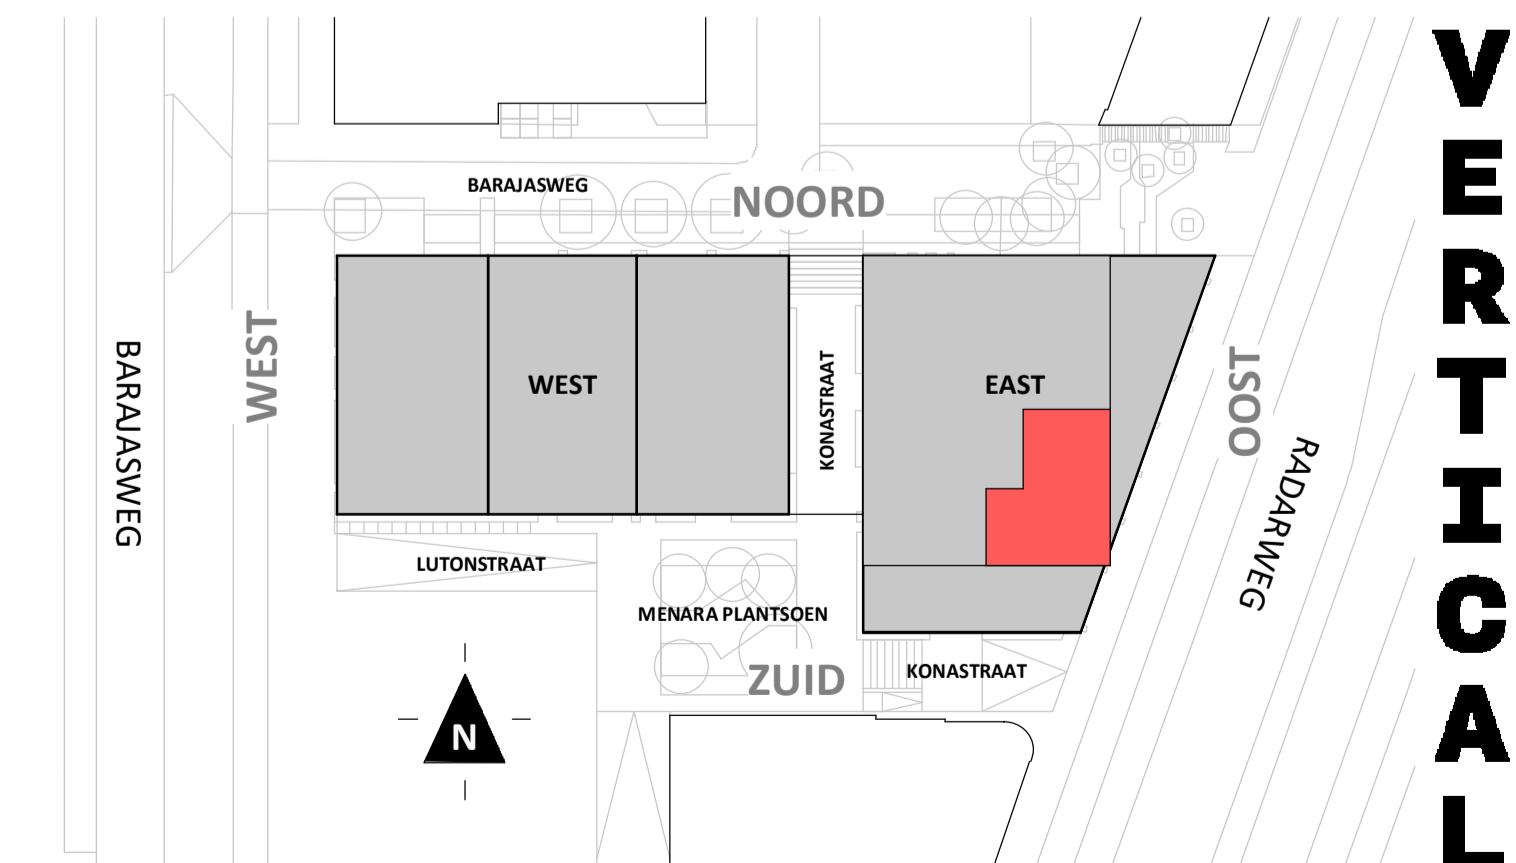 BARAJASWEG
NOORD
WEST
BARAJASWEG
WEST
KONASTRAAT
EAST
OOST
RADARWEG
LUTONSTRAAT
MENARA PLANTSOEN
ZUID
KONASTRAAT
N
VERTICAL